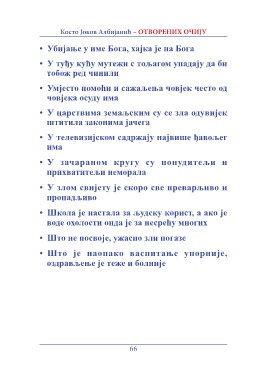 Косто Јоков Албијанић – ОТВОРЕНИХ ОЧИЈУ
• Убијање у име Бога, хајка је на Бога
• У туђу кућу мутежи с тољагом упадају да би
тобож ред чинили
• Умјесто помоћи и сажаљења човјек често од
човјека осуду има
• У царствима земаљским су се зла одувијек
штитила законима јачега
• У телевизијском садржају највише ђавољег
има
• У зачараном кругу су понудитељи и
прихватитељи неморала
• У злом свијету је скоро све преварљиво и
пропадљиво
• Школа је настала за људску корист, а ако је
воде охолости онда је за несрећу многих
• Што не посвоје, ужасно зли погазе
• Што је наопако васпитање упорније,
оздрављење је теже и болније
66